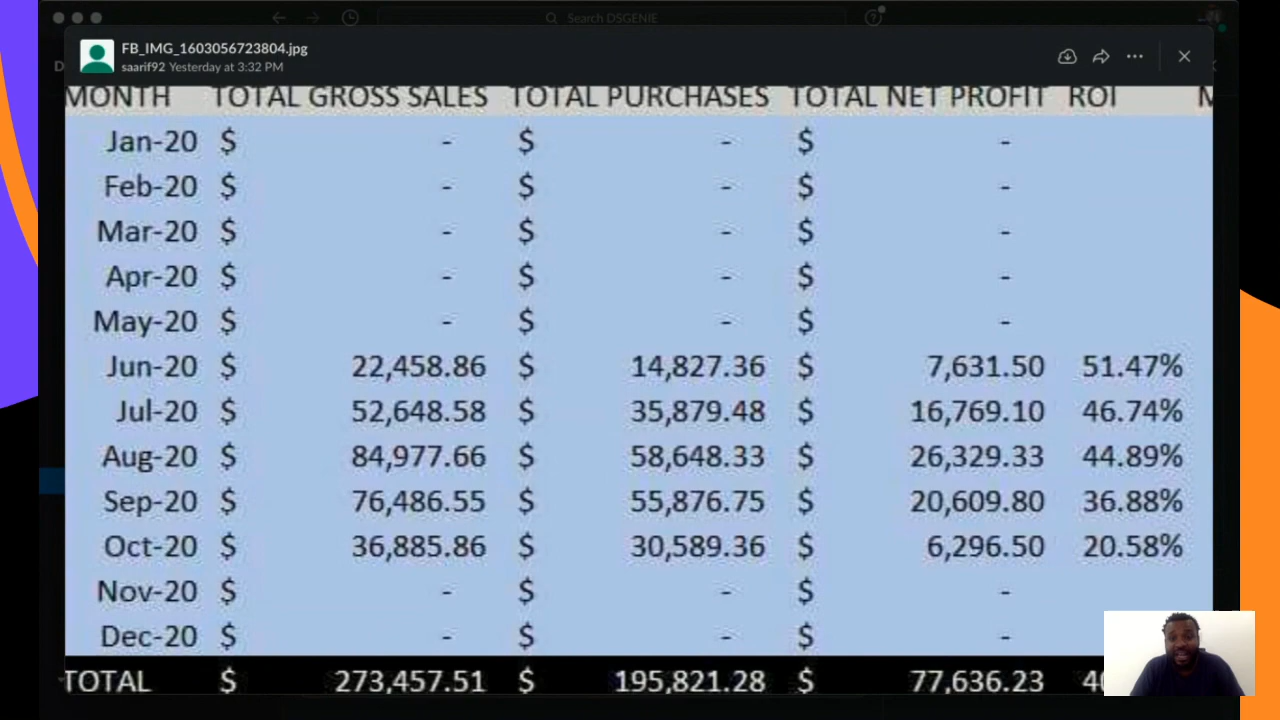 Search DSGENIE
FB_IMG_1603056723804.jpg
saarif92 Yesterday at 3:32 PM
MONTH TOTAL GROSS SALES TOTAL PURCHASES TOTAL NET PROFIT ROI
Jan-20 $ - $ - $ -
Feb-20 $ - $ - $ -
Mar-20 $ - $ - $ -
Apr-20 $ - $ - $ -
May-20 $ - $ - $ -
Jun-20 $ 22,458.86 $ 14,827.36 $ 7,631.50 51.47%
Jul-20 $ 52,648.58 $ 35,879.48 $ 16,769.10 46.74%
Aug-20 $ 84,977.66 $ 58,648.33 $ 26,329.33 44.89%
Sep-20 $ 76,486.55 $ 55,876.75 $ 20,609.80 36.88%
Oct-20 $ 36,885.86 $ 30,589.36 $ 6,296.50 20.58%
Nov-20 $ - $ - $ -
Dec-20 $ - $ - $ -
TOTAL $ 273,457.51 $ 195,821.28 $ 77,636.23